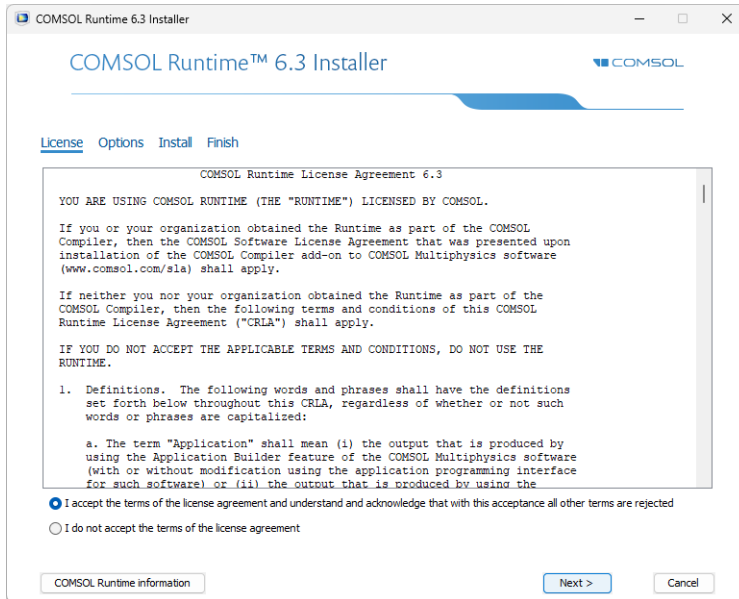 COMSOL Runtime 6.3 Installer
COMSOL Runtime™ 6.3 Installer
COMSOL
License Options Install Finish
COMSOL Runtime License Agreement 6.3
YOU ARE USING COMSOL RUNTIME (THE "RUNTIME") LICENSED BY COMSOL.
If you or your organization obtained the Runtime as part of the COMSOL
Compiler, then the COMSOL Software License Agreement that was presented upon
installation of the COMSOL Compiler add-on to COMSOL Multiphysics software
(www.comsol.com/sla) shall apply.
If neither you nor your organization obtained the Runtime as part of the
COMSOL Compiler, then the following terms and conditions of this COMSOL
Runtime License Agreement ("CRLA") shall apply.
IF YOU DO NOT ACCEPT THE APPLICABLE TERMS AND CONDITIONS, DO NOT USE THE
RUNTIME.
1. Definitions. The following words and phrases shall have the definitions
set forth below throughout this CRLA, regardless of whether or not such
words or phrases are capitalized:
a. The term "Application" shall mean (i) the output that is produced by
using the Application Builder feature of the COMSOL Multiphysics software
(with or without modification using the application programming interface
for such software) or (ii) the output that is produced by using the
I accept the terms of the license agreement and understand and acknowledge that with this acceptance all other terms are rejected
I do not accept the terms of the license agreement
COMSOL Runtime information
Next >
Cancel